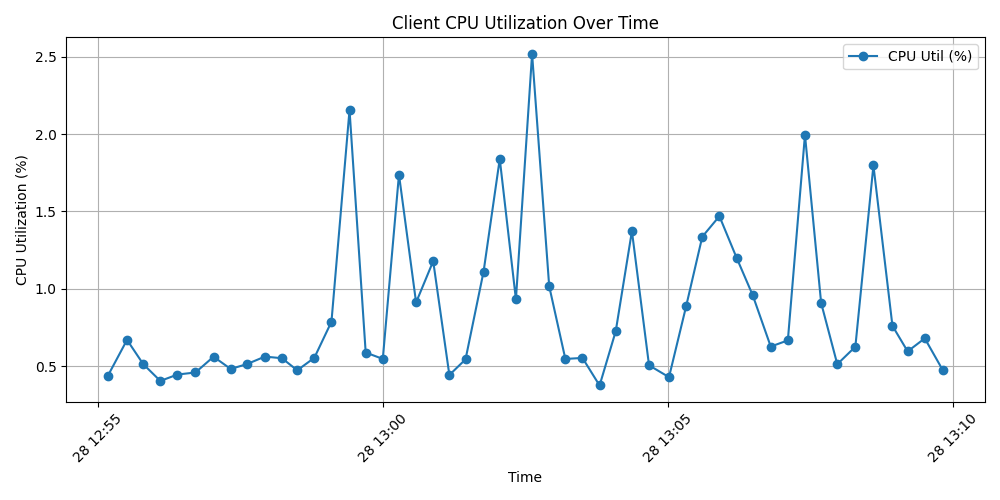 Client CPU Utilization Over Time
CPU Util (%)
CPU Utilization (%)
2.5
2.0
1.5
1.0
0.5
28 12:55
28 13:00
28 13:05
28 13:10
Time